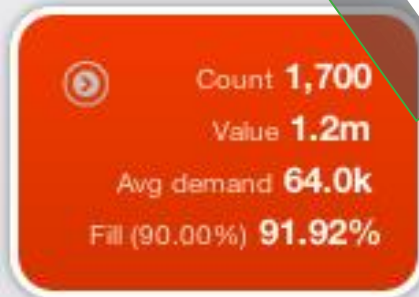 Count 1,700
Value 1.2m
Avg demand 64.0k
Fill (90.00%) 91.92%